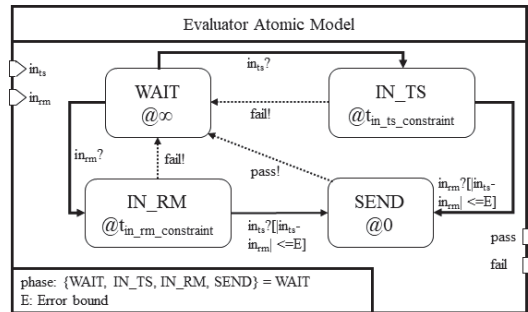 Evaluator Atomic Model
in_ts
in_rm
in_ts?
WAIT
@∞
IN_TS
@t_in_ts_constraint
fail!
in_rm?
fail!
pass!
IN_RM
@t_in_rm_constraint
in_ts?[|in_ts-
in_rm| <=E]
SEND
@0
in_rm?[|in_ts-
in_rm| <=E]
pass
fail
phase: {WAIT, IN_TS, IN_RM, SEND} = WAIT
E: Error bound